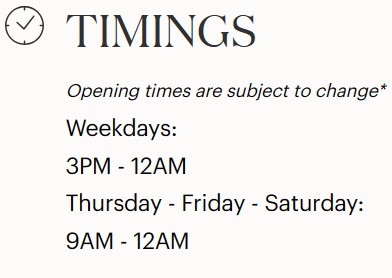 TIMINGS
Opening times are subject to change*
Weekdays:
3PM - 12AM
Thursday - Friday - Saturday:
9AM - 12AM